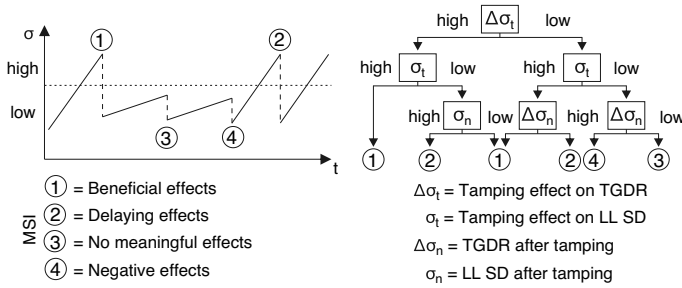 σ
high
low
t
1
2
3
4
MSI
1 = Beneficial effects
2 = Delaying effects
3 = No meaningful effects
4 = Negative effects
high Δσt low
high σt low
σt low
high σn low
Δσn high
Δσn low
1 2 1 2 4 3
Δσt = Tamping effect on TGDR
σt = Tamping effect on LL SD
Δσn = TGDR after tamping
σn = LL SD after tamping